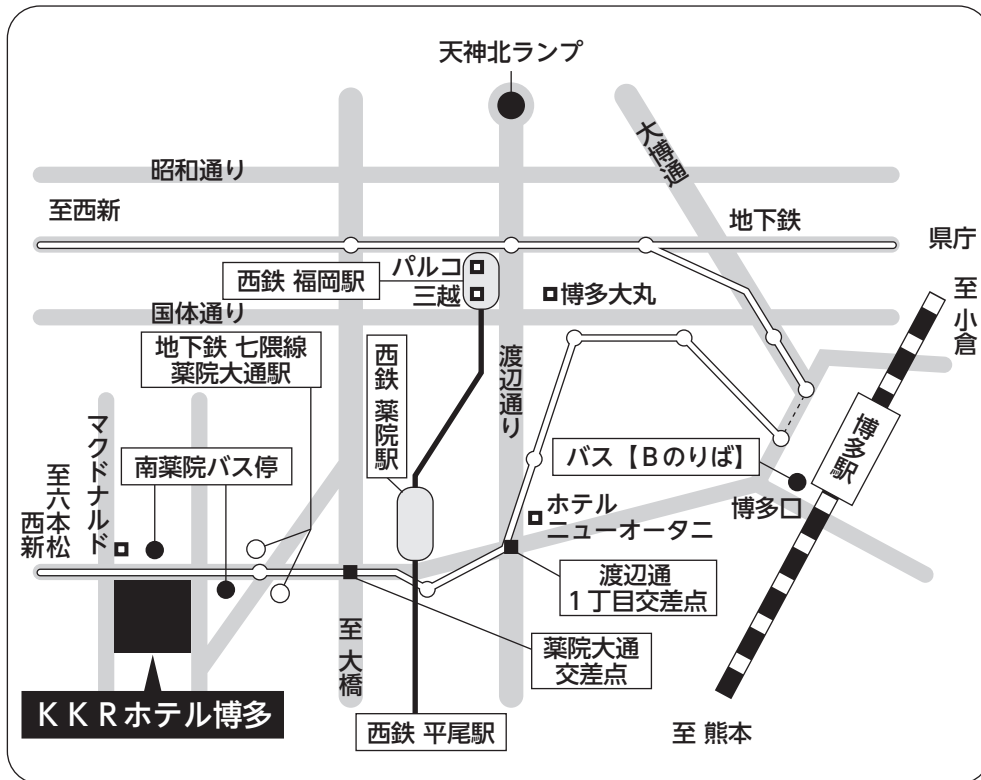 天神北ランプ
大博通
昭和通り
至西新
地下鉄
県庁
パルコ
西鉄 福岡駅
三越
博多大丸
至 小倉
国体通り
地下鉄 七隈線
薬院大通駅
西鉄 薬院駅
渡辺通り
マクドナルド
南薬院バス停
バス【Bのりば】
博多駅
博多口
至六本松
西新
ホテル
ニューオータニ
渡辺通
1丁目交差点
至 大橋
薬院大通
交差点
KKRホテル博多
西鉄 平尾駅
至 熊本